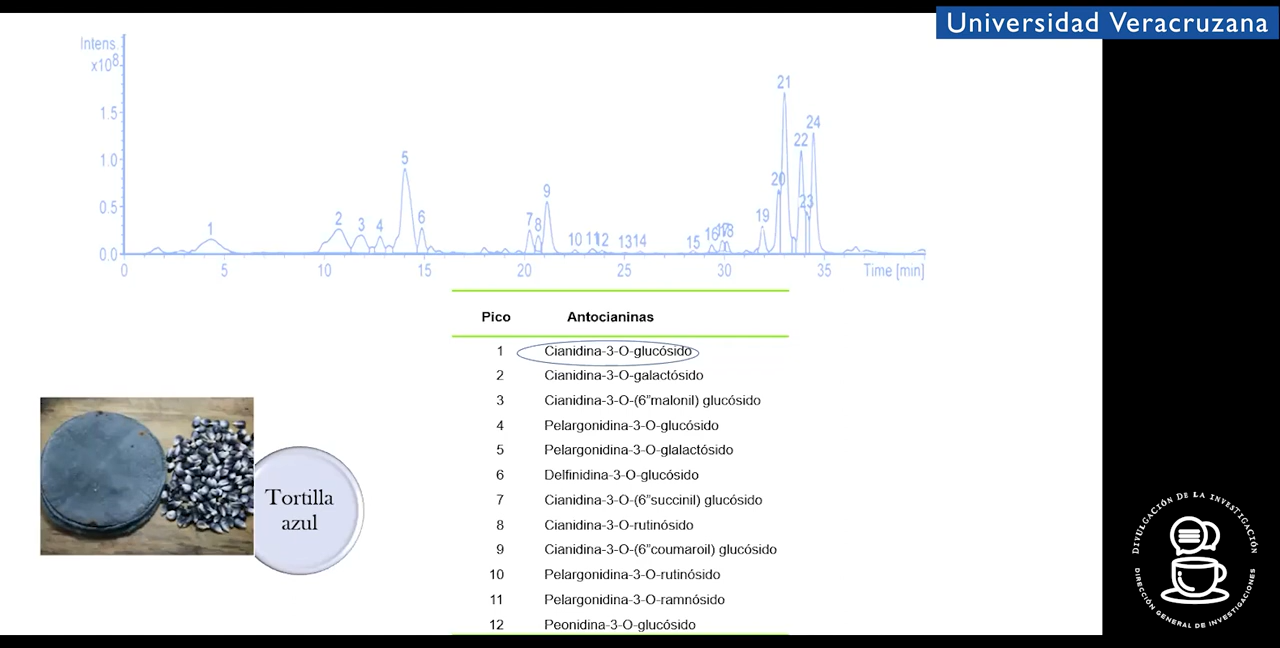 Universidad Veracruzana
Intens.
x10⁸
1.5
1.0
0.5
0.0
1
2
3
4
5
6
7
8
9
10
11
12
13
14
15
16
17
18
19
20
21
22
23
24
0 5 10 15 20 25 30 35 Time [min]
Pico Antocianinas
1 Cianidina-3-O-glucósido
2 Cianidina-3-O-galactósido
3 Cianidina-3-O-(6”malonil) glucósido
4 Pelargonidina-3-O-glucósido
5 Pelargonidina-3-O-glalactósido
6 Delfinidina-3-O-glucósido
7 Cianidina-3-O-(6”succinil) glucósido
8 Cianidina-3-O-rutinósido
9 Cianidina-3-O-(6”coumaroil) glucósido
10 Pelargonidina-3-O-rutinósido
11 Pelargonidina-3-O-ramnósido
12 Peonidina-3-O-glucósido
Tortilla
azul
DIVULGACIÓN DE LA INVESTIGACIÓN
DIRECCIÓN GENERAL DE INVESTIGACIONES